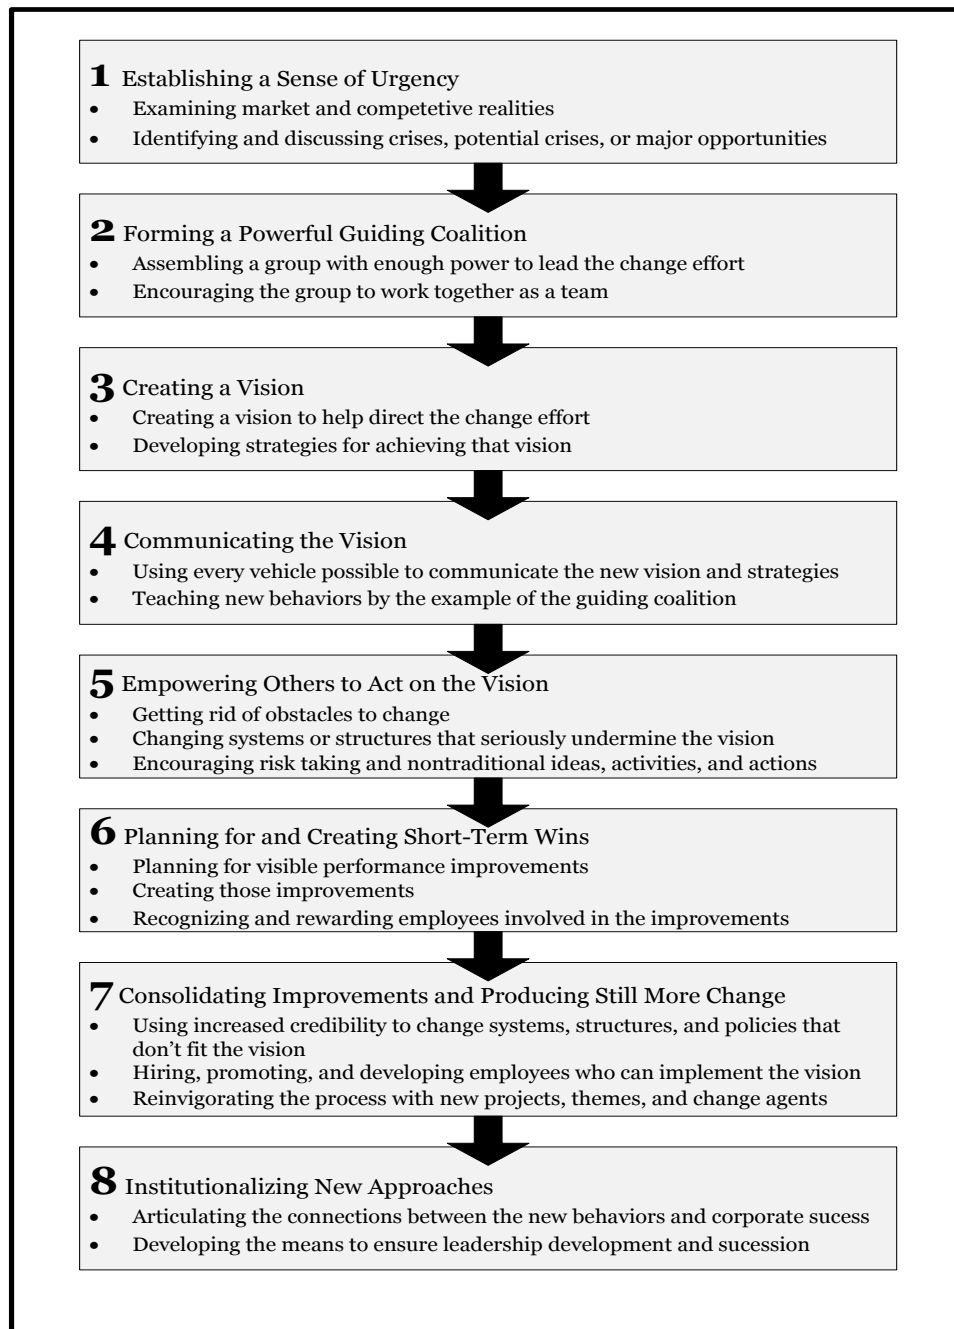 1 Establishing a Sense of Urgency
• Examining market and competetive realities
• Identifying and discussing crises, potential crises, or major opportunities
2 Forming a Powerful Guiding Coalition
• Assembling a group with enough power to lead the change effort
• Encouraging the group to work together as a team
3 Creating a Vision
• Creating a vision to help direct the change effort
• Developing strategies for achieving that vision
4 Communicating the Vision
• Using every vehicle possible to communicate the new vision and strategies
• Teaching new behaviors by the example of the guiding coalition
5 Empowering Others to Act on the Vision
• Getting rid of obstacles to change
• Changing systems or structures that seriously undermine the vision
• Encouraging risk taking and nontraditional ideas, activities, and actions
6 Planning for and Creating Short-Term Wins
• Planning for visible performance improvements
• Creating those improvements
• Recognizing and rewarding employees involved in the improvements
7 Consolidating Improvements and Producing Still More Change
• Using increased credibility to change systems, structures, and policies that
don’t fit the vision
• Hiring, promoting, and developing employees who can implement the vision
• Reinvigorating the process with new projects, themes, and change agents
8 Institutionalizing New Approaches
• Articulating the connections between the new behaviors and corporate sucess
• Developing the means to ensure leadership development and sucession